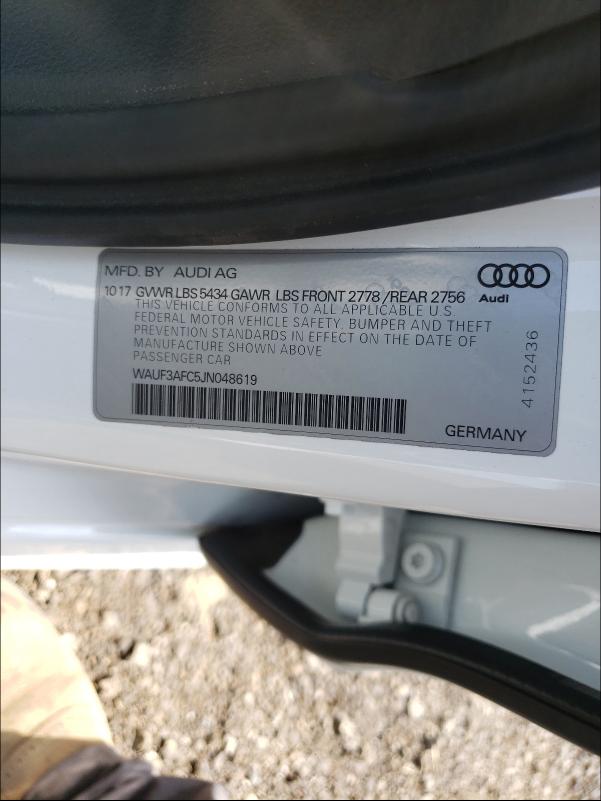 MFD. BY AUDI AG
10 17 GVWR LBS 5434 GAWR LBS FRONT 2778 /REAR 2756
Audi
THIS VEHICLE CONFORMS TO ALL APPLICABLE U.S.
FEDERAL MOTOR VEHICLE SAFETY, BUMPER AND THEFT
PREVENTION STANDARDS IN EFFECT ON THE DATE OF
MANUFACTURE SHOWN ABOVE
PASSENGER CAR
WAUF3AFC5JN048619
4152436
GERMANY